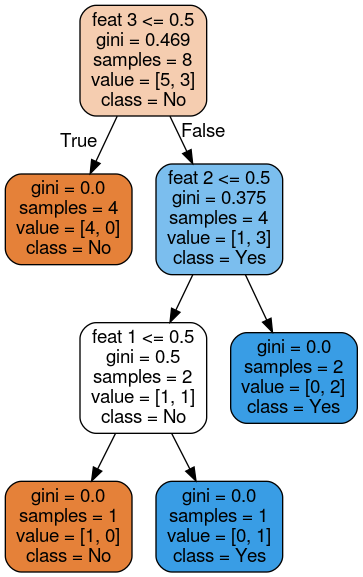 feat 3 <= 0.5
gini = 0.469
samples = 8
value = [5, 3]
class = No
True
False
gini = 0.0
samples = 4
value = [4, 0]
class = No
feat 2 <= 0.5
gini = 0.375
samples = 4
value = [1, 3]
class = Yes
feat 1 <= 0.5
gini = 0.5
samples = 2
value = [1, 1]
class = No
gini = 0.0
samples = 2
value = [0, 2]
class = Yes
gini = 0.0
samples = 1
value = [1, 0]
class = No
gini = 0.0
samples = 1
value = [0, 1]
class = Yes